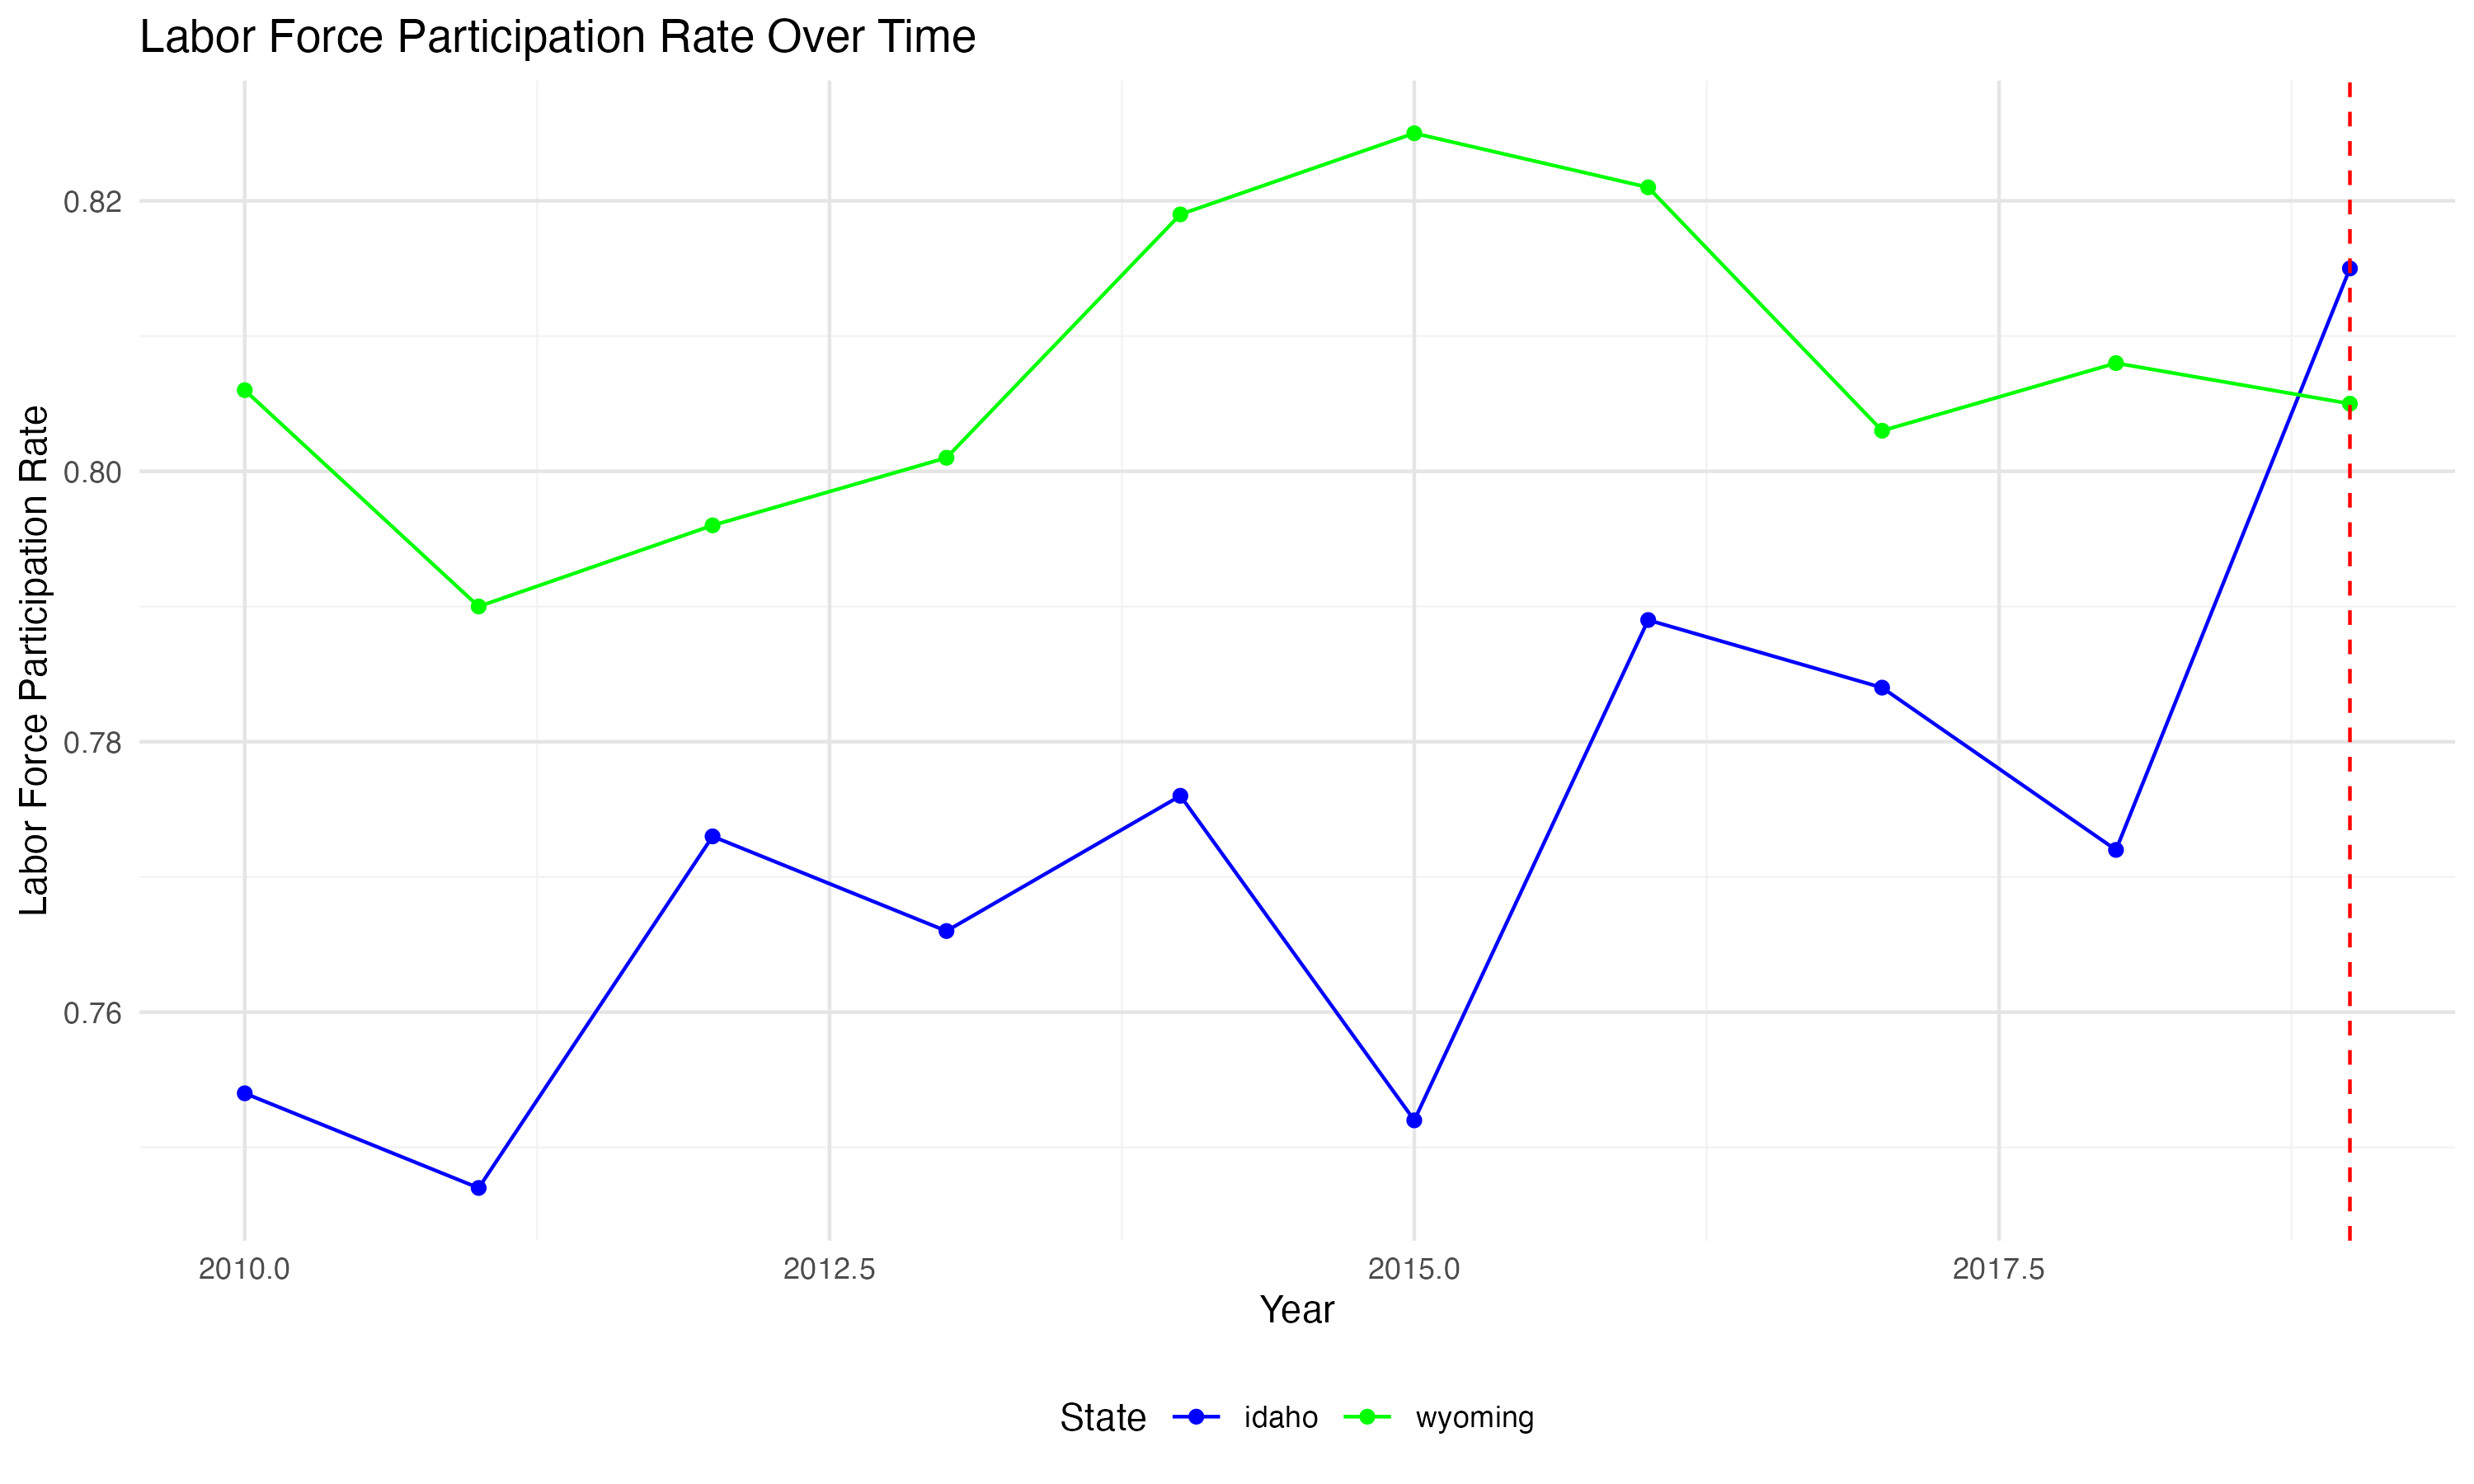 Labor Force Participation Rate Over Time
Labor Force Participation Rate
0.82
0.80
0.78
0.76
2010.0 2012.5 2015.0 2017.5
Year
State idaho wyoming